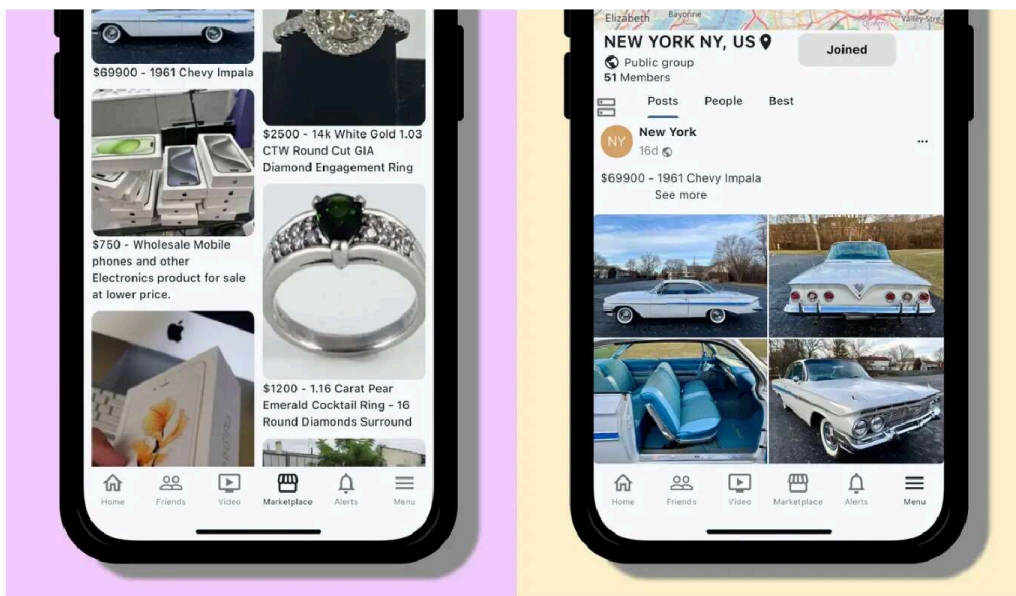 $69900 - 1961 Chevy Impala
$750 - Wholesale Mobile
phones and other
Electronics product for sale
at lower price.
$2500 - 14k White Gold 1.03
CTW Round Cut GIA
Diamond Engagement Ring
$1200 - 1.16 Carat Pear
Emerald Cocktail Ring - 16
Round Diamonds Surround
Home
Friends
Video
Marketplace
Alerts
Menu
Elizabeth
Bayonne
Queens
Valley Stre
NEW YORK NY, US
Joined
Public group
51 Members
Posts
People
Best
NY
New York
16d
$69900 - 1961 Chevy Impala
See more
Home
Friends
Video
Marketplace
Alerts
Menu